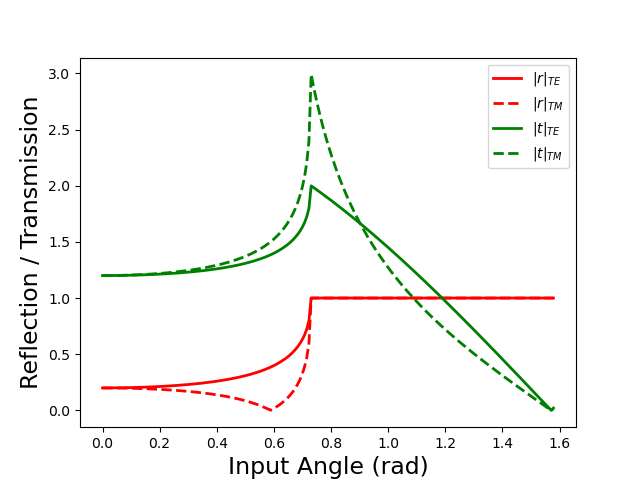 Reflection / Transmission
3.0
2.5
2.0
1.5
1.0
0.5
0.0
|r|TE
|r|TM
|t|TE
|t|TM
0.0 0.2 0.4 0.6 0.8 1.0 1.2 1.4 1.6
Input Angle (rad)